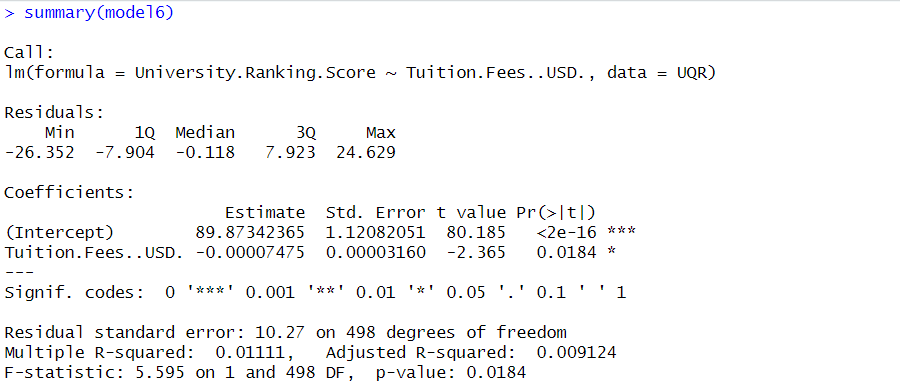 > summary(model6)
Call:
lm(formula = University.Ranking.Score ~ Tuition.Fees..USD., data = UQR)
Residuals:
    Min      1Q  Median      3Q     Max
-26.352  -7.904  -0.118   7.923  24.629
Coefficients:
                      Estimate  Std. Error t value Pr(>|t|)
(Intercept)        89.87342365  1.12082051  80.185   <2e-16 ***
Tuition.Fees..USD. -0.00007475  0.00003160  -2.365   0.0184 *
---
Signif. codes:  0 '***' 0.001 '**' 0.01 '*' 0.05 '.' 0.1 ' ' 1
Residual standard error: 10.27 on 498 degrees of freedom
Multiple R-squared:  0.01111,   Adjusted R-squared:  0.009124
F-statistic: 5.595 on 1 and 498 DF,  p-value: 0.0184